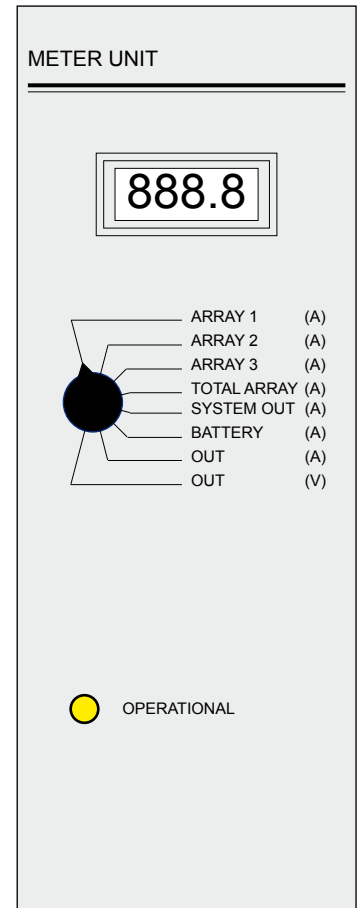 METER UNIT
888.8
ARRAY 1 (A)
ARRAY 2 (A)
ARRAY 3 (A)
TOTAL ARRAY (A)
SYSTEM OUT (A)
BATTERY (A)
OUT (A)
OUT (V)
OPERATIONAL